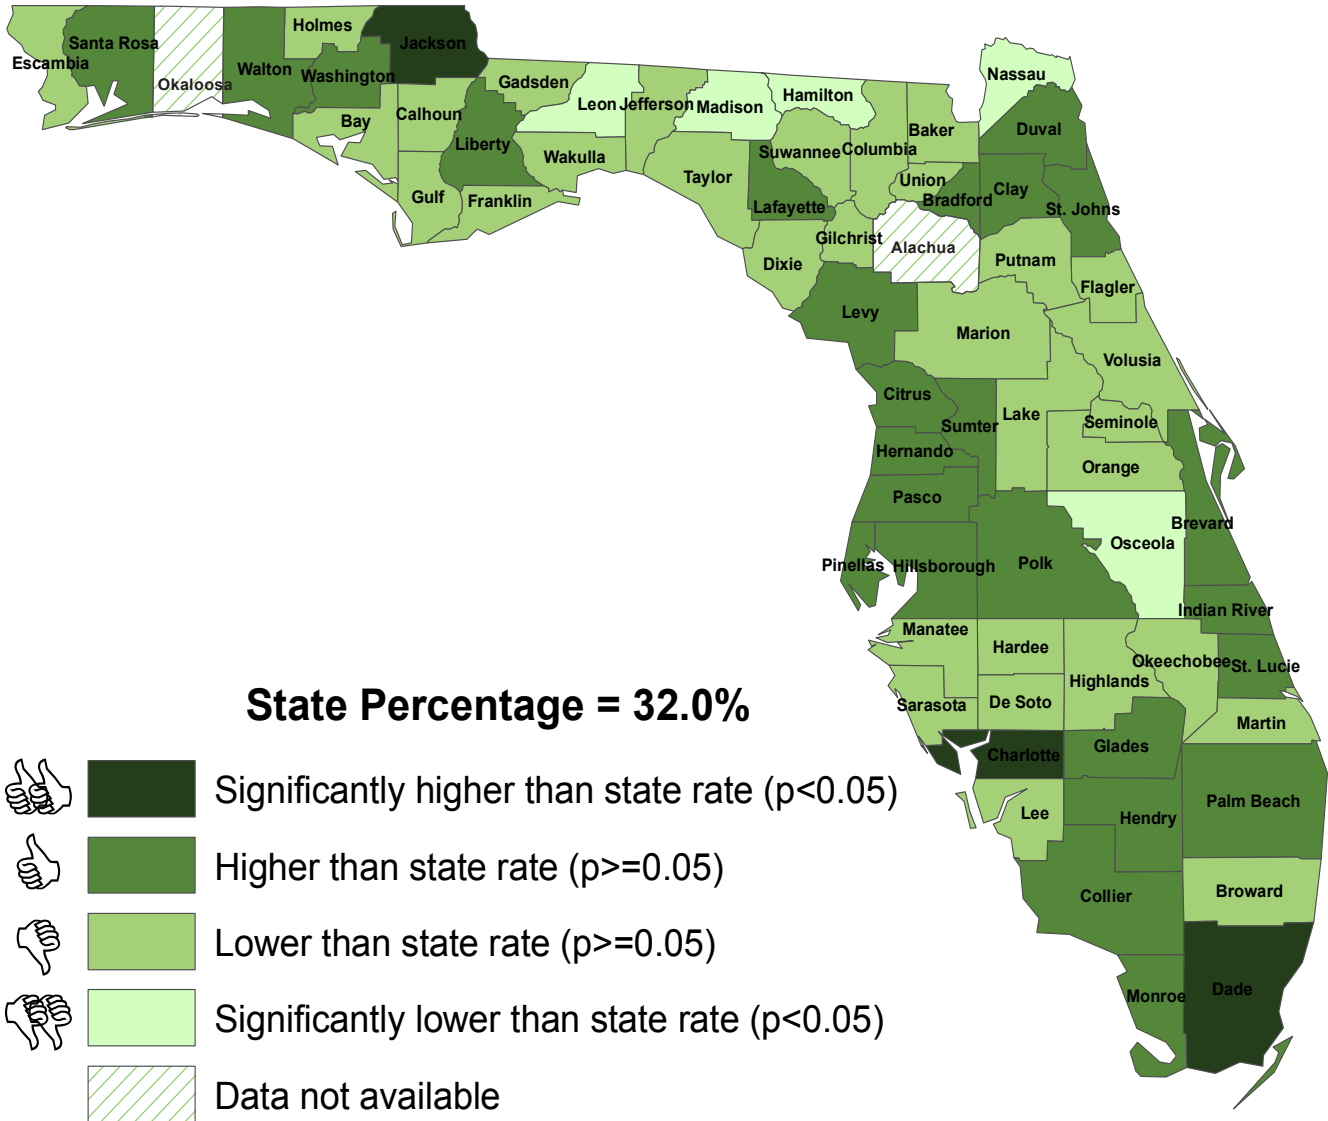 Holmes
Santa Rosa
Jackson
Escambia
Okaloosa
Walton
Washington
Nassau
Gadsden
Leon
Jefferson
Madison
Hamilton
Calhoun
Bay
Baker
Duval
Liberty
Wakulla
Suwannee
Columbia
Taylor
Union
Clay
Gulf
Franklin
Lafayette
Bradford
St. Johns
Gilchrist
Alachua
Dixie
Putnam
Flagler
Levy
Marion
Volusia
Citrus
Sumter
Lake
Seminole
Hernando
Orange
Pasco
Brevard
Osceola
Pinellas
Hillsborough
Polk
Indian River
Manatee
Hardee
Okeechobee
St. Lucie
Highlands
Sarasota
De Soto
Martin
State Percentage = 32.0%
Charlotte
Glades
Significantly higher than state rate (p<0.05)
Palm Beach
Lee
Hendry
Higher than state rate (p>=0.05)
Collier
Broward
Lower than state rate (p>=0.05)
Monroe
Dade
Significantly lower than state rate (p<0.05)
Data not available